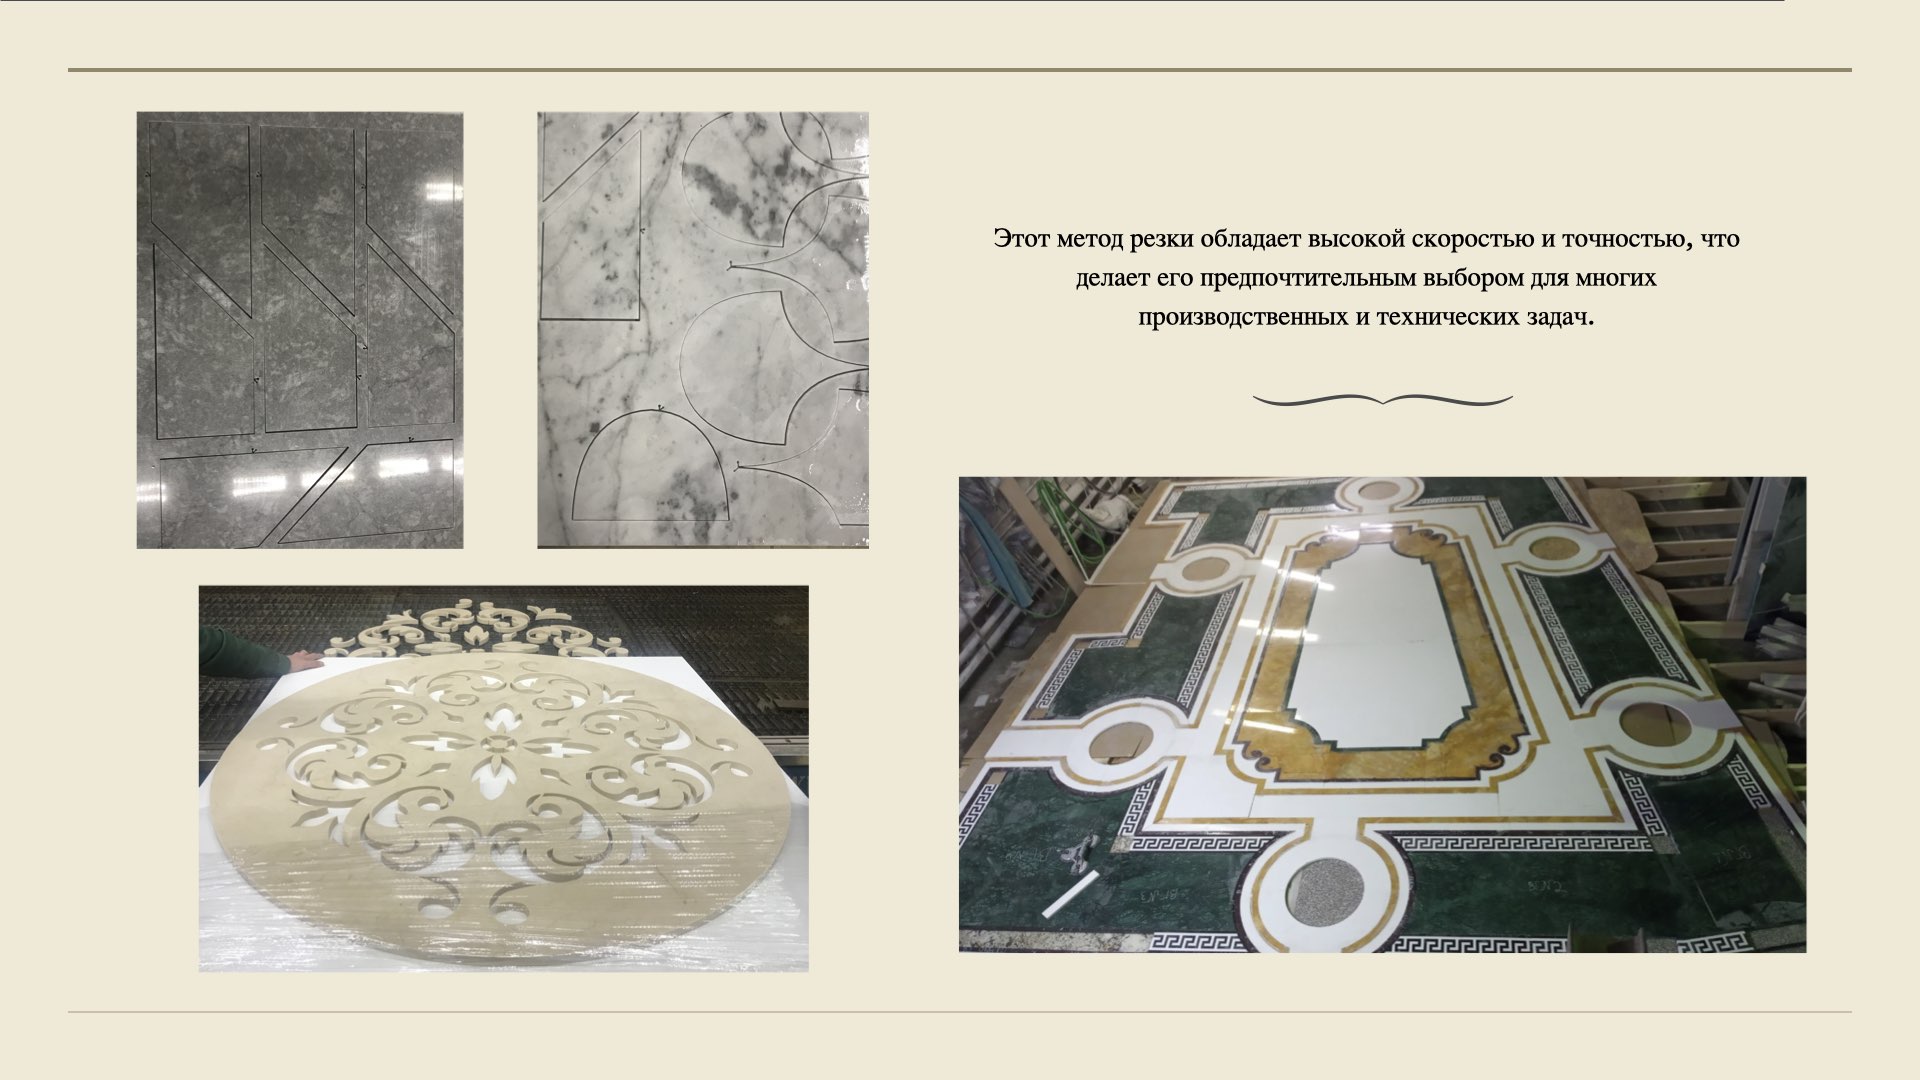 Этот метод резки обладает высокой скоростью и точностью, что
делает его предпочтительным выбором для многих
производственных и технических задач.